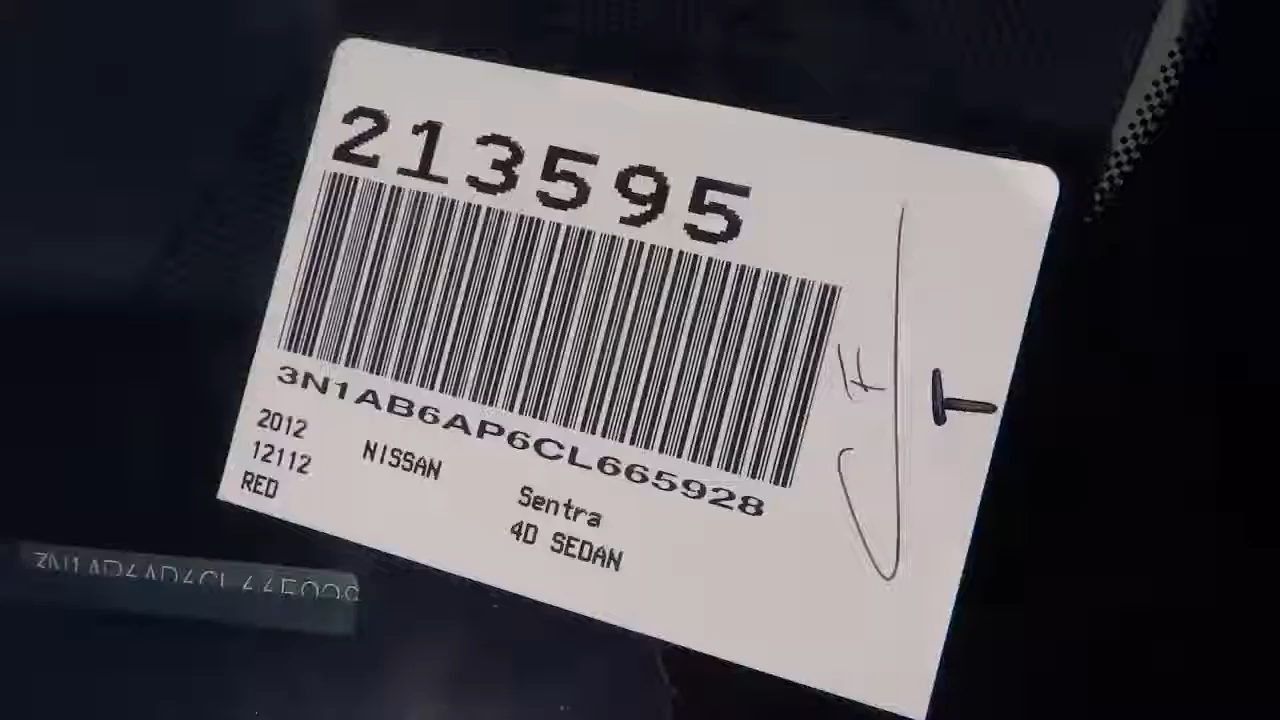 213595
3N1AB6AP6CL665928
2012
12112 NISSAN
RED Sentra
4D SEDAN